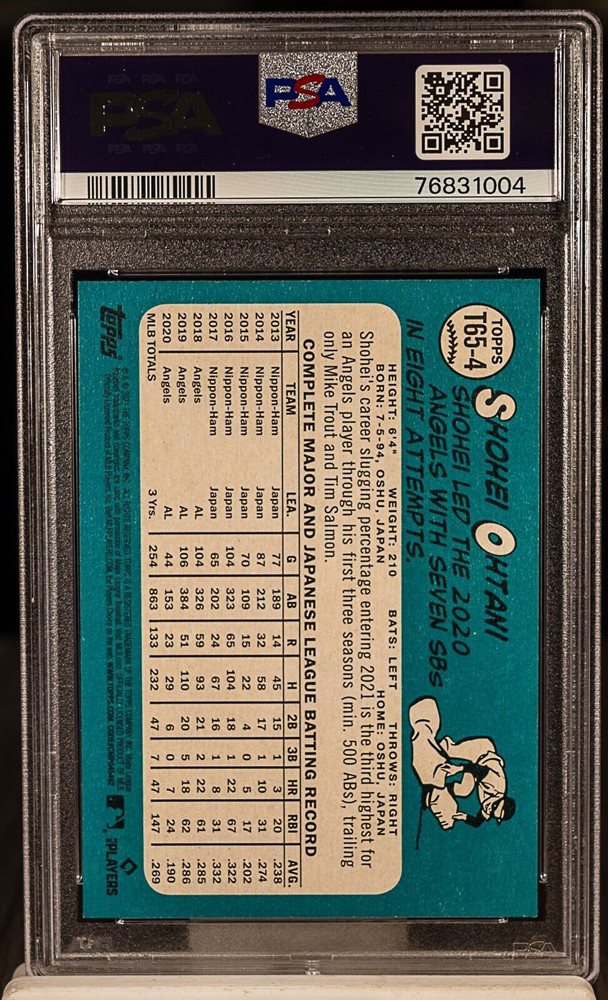 PSA
PSA
76831004
TOPPS
T65-4
SHOHEI OHTANI
SHOHEI LED THE 2020
ANGELS WITH SEVEN SBs
IN EIGHT ATTEMPTS.
HEIGHT: 6'4" WEIGHT: 210 BATS: LEFT THROWS: RIGHT
BORN: 7-5-94, OSHU, JAPAN HOME: OSHU, JAPAN
Shohei's career slugging percentage entering 2021 is the third highest for
an Angels player through his first three seasons (min. 500 ABs), trailing
only Mike Trout and Tim Salmon.
COMPLETE MAJOR AND JAPANESE LEAGUE BATTING RECORD
YEAR TEAM LEA. G AB R H 2B 3B HR RBI AVG.
2013 Nippon-Ham Japan 77 189 14 45 15 1 3 20 .238
2014 Nippon-Ham Japan 87 212 32 58 17 1 10 31 .274
2015 Nippon-Ham Japan 70 109 15 22 4 0 5 17 .202
2016 Nippon-Ham Japan 104 323 65 104 18 1 22 67 .322
2017 Nippon-Ham Japan 65 202 24 67 16 1 8 31 .332
2018 Angels AL 104 326 59 93 21 2 22 61 .285
2019 Angels AL 106 384 51 110 20 5 18 62 .286
2020 Angels AL 44 153 23 29 6 0 7 24 .190
MLB TOTALS 3 Yrs. 254 863 133 232 47 7 47 147 .269
topps
WWW.TOPPS.COM
MLB PLAYERS
PSA